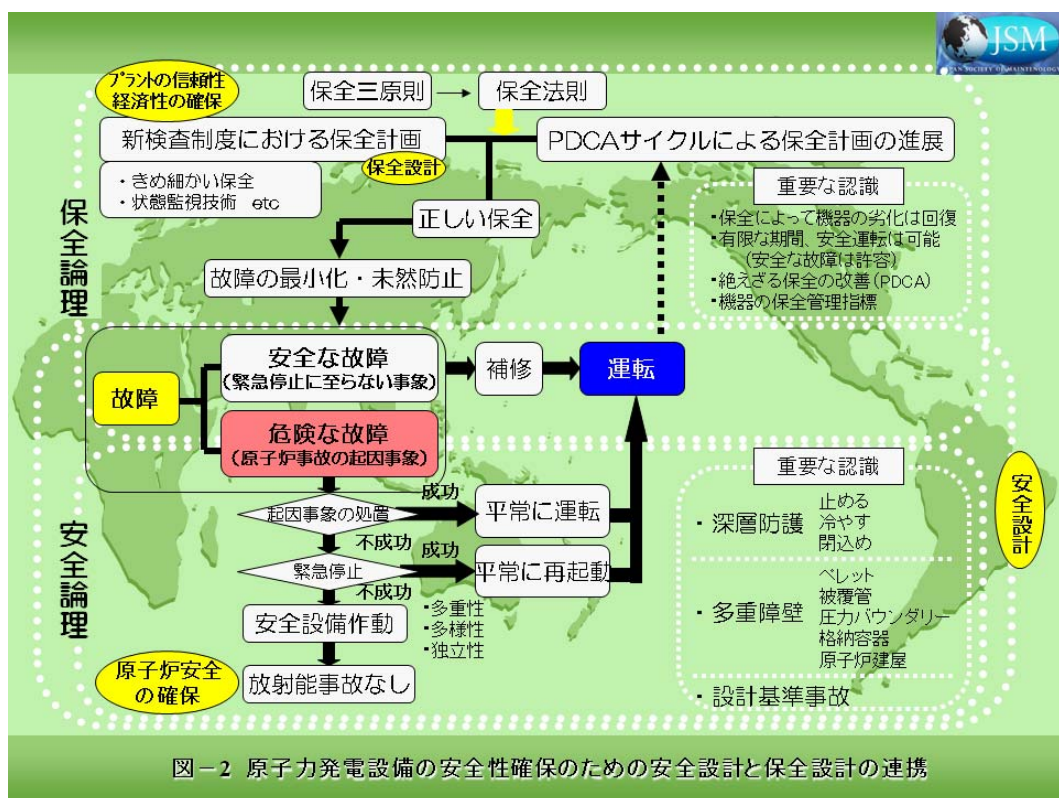 JSM
JAPAN SOCIETY OF MAINTENOLOGY
プラントの信頼性
経済性の確保
保全三原則
保全法則
新検査制度における保全計画
PDCAサイクルによる保全計画の進展
保全設計
・きめ細かい保全
・状態監視技術 etc
正しい保全
重要な認識
・保全によって機器の劣化は回復
・有限な期間、安全運転は可能
(安全な故障は許容)
・絶えざる保全の改善(PDCA)
・機器の保全管理指標
保全論理
故障の最小化・未然防止
故障
安全な故障
(緊急停止に至らない事象)
補修
運転
危険な故障
(原子炉事故の起因事象)
安全論理
起因事象の処置
成功
平常に運転
不成功
緊急停止
成功
平常に再起動
不成功
安全設備作動
・多重性
・多様性
・独立性
原子炉安全
の確保
放射能事故なし
重要な認識
・深層防護
止める
冷やす
閉込め
・多重障壁
ペレット
被覆管
圧力バウンダリー
格納容器
原子炉建屋
・設計基準事故
安全設計
図-2 原子力発電設備の安全性確保のための安全設計と保全設計の連携